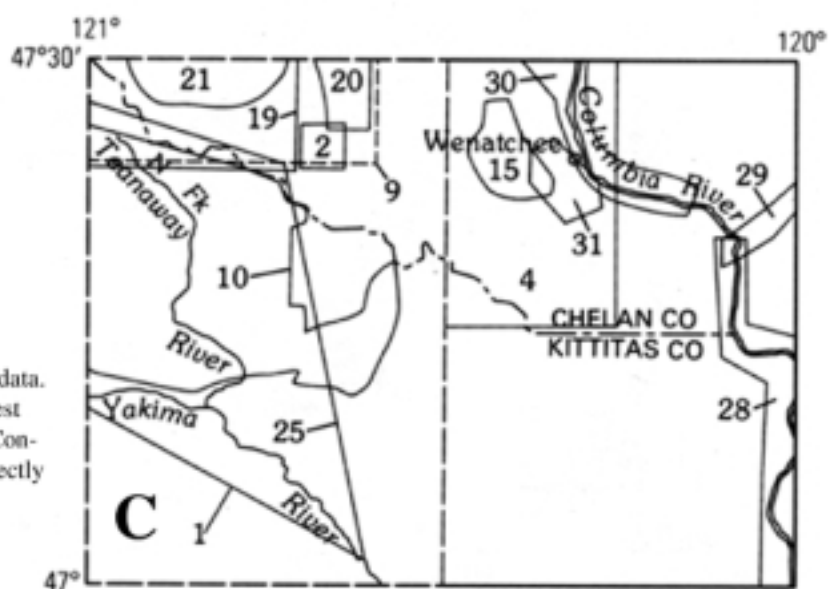 121°
120°
47°30'
21
20
30
19
2
Columbia River
Wenatchee
15
N Fk
Teanaway
9
29
31
10
4
CHELAN CO
KITTITAS CO
River
data.
est
Con-
ectly
Yakima
25
28
C
1
River
47°